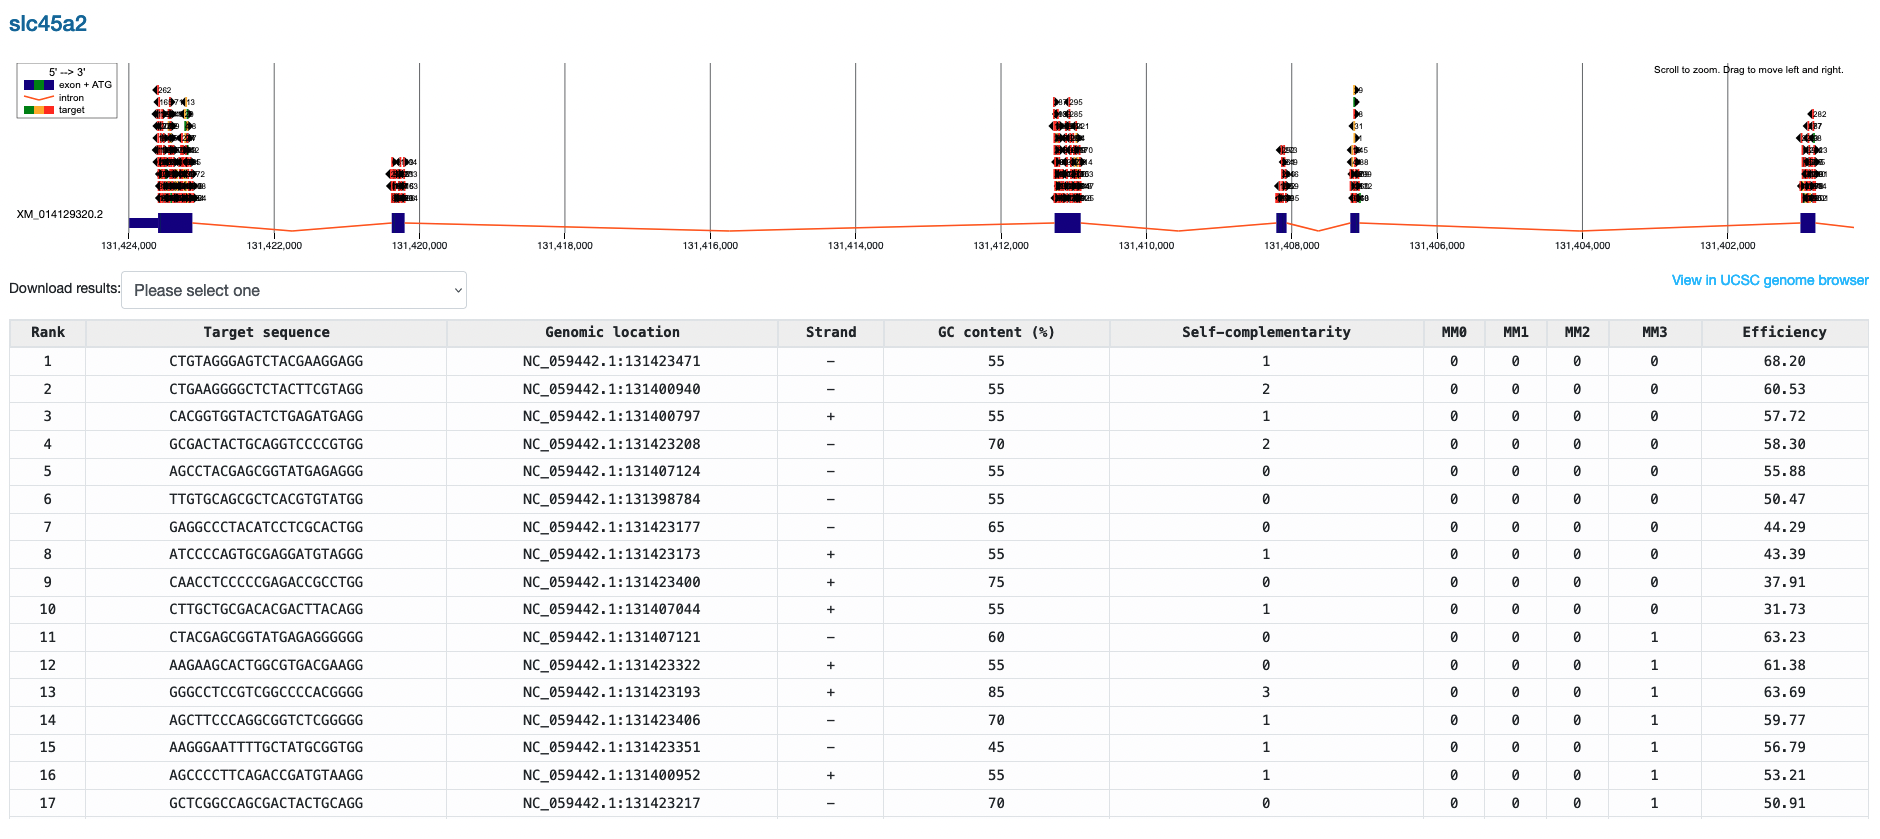 slc45a2
5' --> 3'
exon + ATG
intron
target
Scroll to zoom. Drag to move left and right.
XM_014129320.2
131,424,000 131,422,000 131,420,000 131,418,000 131,416,000 131,414,000 131,412,000 131,410,000 131,408,000 131,406,000 131,404,000 131,402,000
Download results: Please select one
View in UCSC genome browser
Rank Target sequence Genomic location Strand GC content (%) Self-complementarity MM0 MM1 MM2 MM3 Efficiency
1 CTGTAGGGAGTCTACGAAGGAGG NC_059442.1:131423471 – 55 1 0 0 0 0 68.20
2 CTGAAGGGGCTCTACTTCGTAGG NC_059442.1:131400940 – 55 2 0 0 0 0 60.53
3 CACGGTGGTACTCTGAGATGAGG NC_059442.1:131400797 + 55 1 0 0 0 0 57.72
4 GCGACTACTGCAGGTCCCCGTGG NC_059442.1:131423208 – 70 2 0 0 0 0 58.30
5 AGCCTACGAGCGGTATGAGAGGG NC_059442.1:131407124 – 55 0 0 0 0 0 55.88
6 TTGTGCAGCGCTCACGTGTATGG NC_059442.1:131398784 – 55 0 0 0 0 0 50.47
7 GAGGCCCTACATCCTCGCACTGG NC_059442.1:131423177 – 65 0 0 0 0 0 44.29
8 ATCCCCAGTGCGAGGATGTAGGG NC_059442.1:131423173 + 55 1 0 0 0 0 43.39
9 CAACCTCCCCCGAGACCGCCTGG NC_059442.1:131423400 + 75 0 0 0 0 0 37.91
10 CTTGCTGCGACACGACTTACAGG NC_059442.1:131407044 + 55 1 0 0 0 0 31.73
11 CTACGAGCGGTATGAGAGGGGGG NC_059442.1:131407121 – 60 0 0 0 0 1 63.23
12 AAGAAGCACTGGCGTGACGAAGG NC_059442.1:131423322 + 55 0 0 0 0 1 61.38
13 GGGCCTCCGTCGGCCCCACGGGG NC_059442.1:131423193 + 85 3 0 0 0 1 63.69
14 AGCTTCCCAGGCGGTCTCGGGGG NC_059442.1:131423406 – 70 1 0 0 0 1 59.77
15 AAGGGAATTTTGCTATGCGGTGG NC_059442.1:131423351 – 45 1 0 0 0 1 56.79
16 AGCCCCTTCAGACCGATGTAAGG NC_059442.1:131400952 + 55 1 0 0 0 1 53.21
17 GCTCGGCCAGCGACTACTGCAGG NC_059442.1:131423217 – 70 0 0 0 0 1 50.91